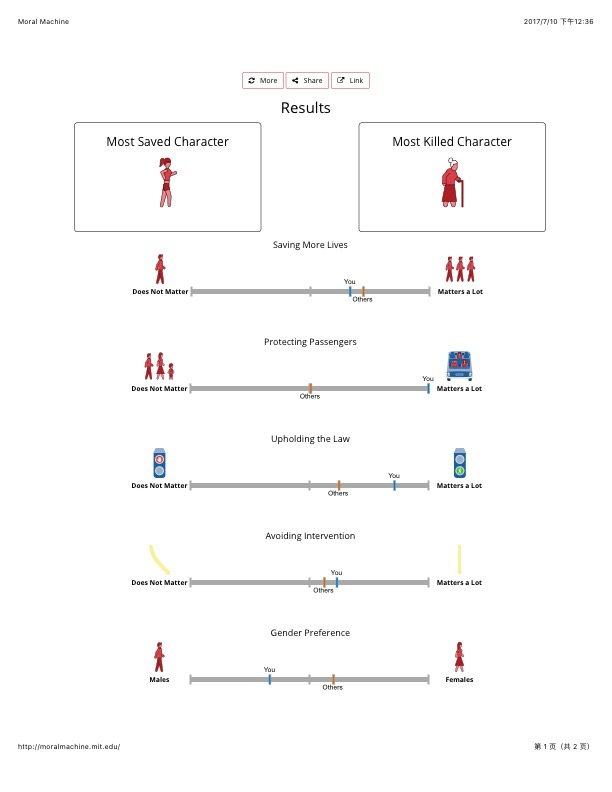 Moral Machine 2017/7/10 下午12:36
More Share Link
Results
Most Saved Character Most Killed Character
Saving More Lives
You
Does Not Matter Matters a Lot
Others
Protecting Passengers
You
Does Not Matter Matters a Lot
Others
Upholding the Law
You
Does Not Matter Matters a Lot
Others
Avoiding Intervention
You
Does Not Matter Matters a Lot
Others
Gender Preference
You
Males Females
Others
http://moralmachine.mit.edu/ 第 1 页（共 2 页）